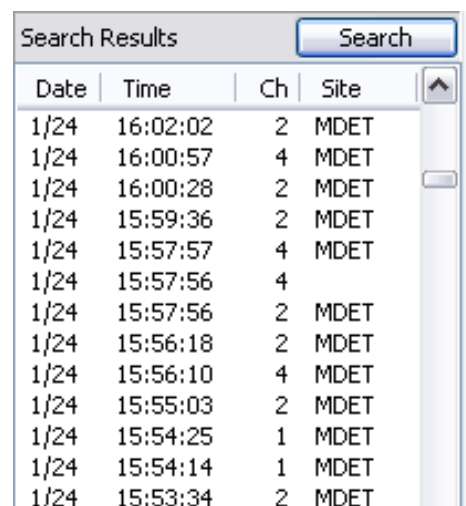 Search Results Search
Date Time Ch Site
1/24 16:02:02 2 MDET
1/24 16:00:57 4 MDET
1/24 16:00:28 2 MDET
1/24 15:59:36 2 MDET
1/24 15:57:57 4 MDET
1/24 15:57:56 4
1/24 15:57:56 2 MDET
1/24 15:56:18 2 MDET
1/24 15:56:10 4 MDET
1/24 15:55:03 2 MDET
1/24 15:54:25 1 MDET
1/24 15:54:14 1 MDET
1/24 15:53:34 2 MDET